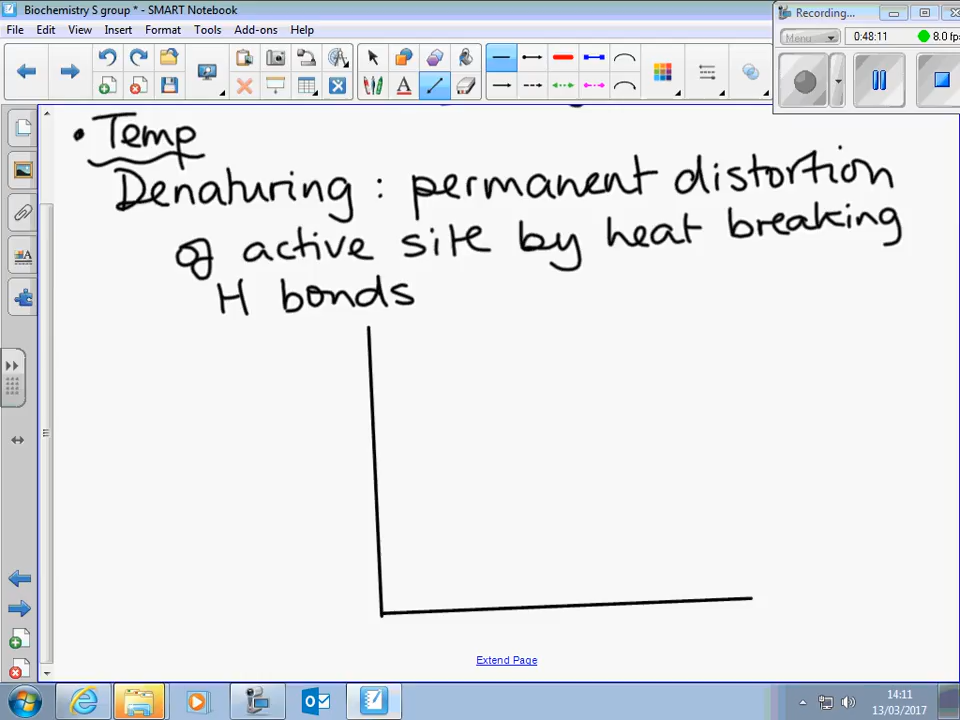 Biochemistry S group * - SMART Notebook
File Edit View Insert Format Tools Add-ons Help
Recording...
Menu 0:48:11 8.0 fps
• Temp
Denaturing : permanent distortion
of active site by heat breaking
H bonds
Extend Page
14:11
13/03/2017